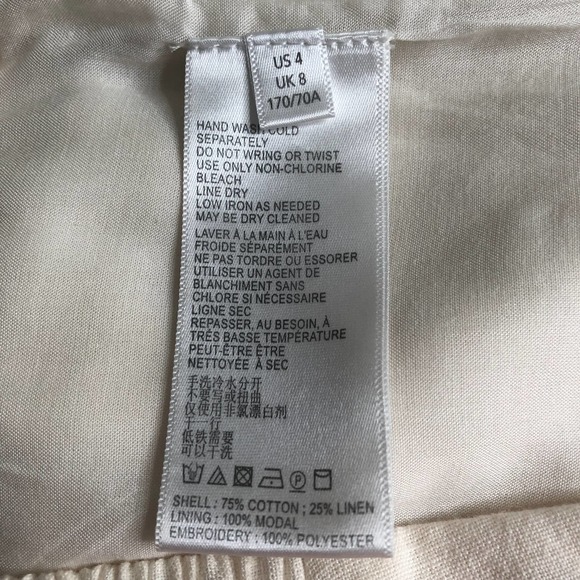 US 4
UK 8
170/70A
HAND WASH COLD
SEPARATELY
DO NOT WRING OR TWIST
USE ONLY NON-CHLORINE
BLEACH
LINE DRY
LOW IRON AS NEEDED
MAY BE DRY CLEANED
LAVER À LA MAIN À L'EAU
FROIDE SÉPARÉMENT
NE PAS TORDRE OU ESSORER
UTILISER UN AGENT DE
BLANCHIMENT SANS
CHLORE SI NÉCESSAIRE
LIGNE SEC
REPASSER, AU BESOIN, À
TRÈS BASSE TEMPÉRATURE
PEUT-ÊTRE ÊTRE
NETTOYÉE À SEC
手洗冷水分开
不要写或扭曲
仅使用非氯漂白剂
干一行
低铁需要
可以干洗
P
SHELL : 75% COTTON ; 25% LINEN
LINING : 100% MODAL
EMBROIDERY : 100% POLYESTER